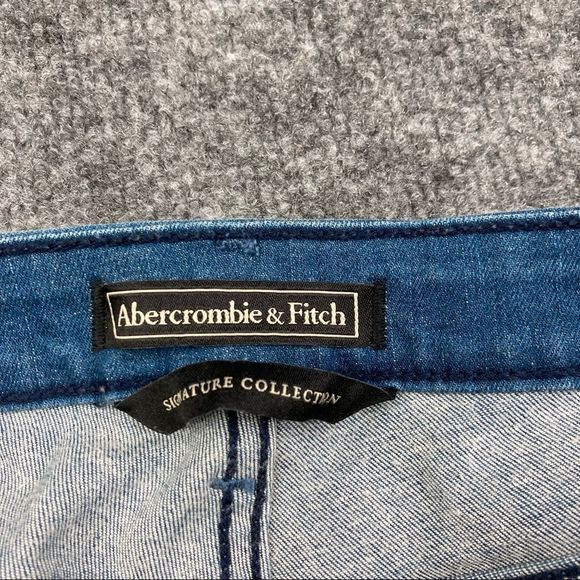 Abercrombie & Fitch
SIGNATURE COLLECTION